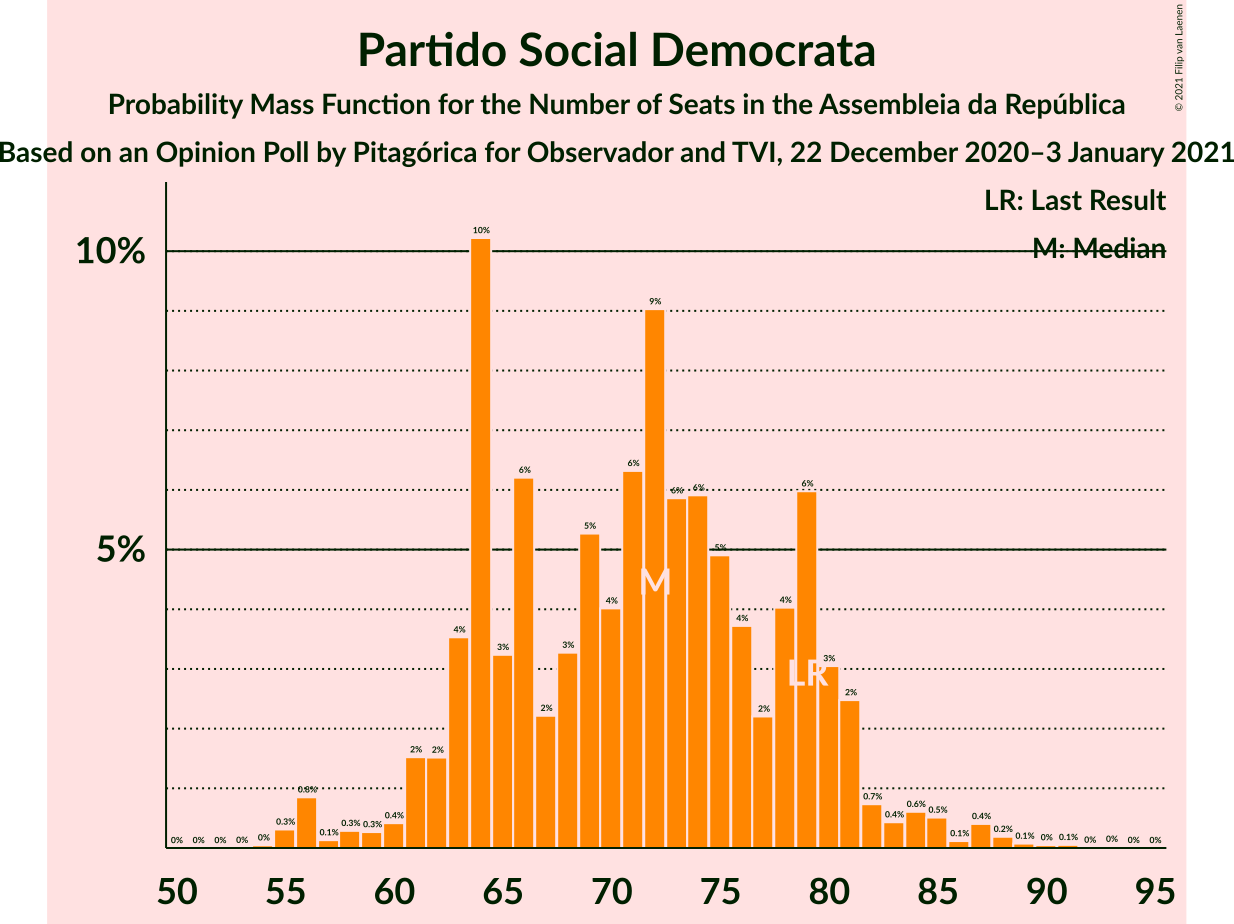 Partido Social Democrata
Probability Mass Function for the Number of Seats in the Assembleia da República
Based on an Opinion Poll by Pitagórica for Observador and TVI, 22 December 2020–3 January 2021
© 2021 Filip van Laenen
LR: Last Result
M: Median
10%
5%
0% 0% 0% 0% 0% 0.3% 0.8% 0.1% 0.3% 0.3% 0.4% 2% 2% 4% 10% 3% 6% 2% 3% 5% 4% 6% 9% 6% 6% 5% 4% 2% 4% 6% 3% 2% 0.7% 0.4% 0.6% 0.5% 0.1% 0.4% 0.2% 0.1% 0% 0.1% 0% 0% 0% 0%
M
LR
50 55 60 65 70 75 80 85 90 95